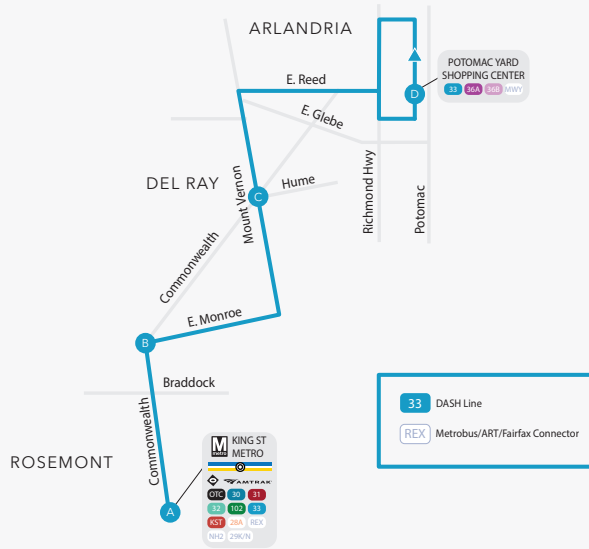 ARLANDRIA
E. Reed
POTOMAC YARD
SHOPPING CENTER
33 36A 36B MWY
D
E. Glebe
DEL RAY
Hume
Mount Vernon
C
Richmond Hwy
Potomac
Commonwealth
E. Monroe
B
Braddock
33 DASH Line
REX Metrobus/ART/Fairfax Connector
Commonwealth
ROSEMONT
A
M
metro
KING ST
METRO
AMTRAK
OTC 30 31
32 102 33
KST 28A REX
NH2 29K/N